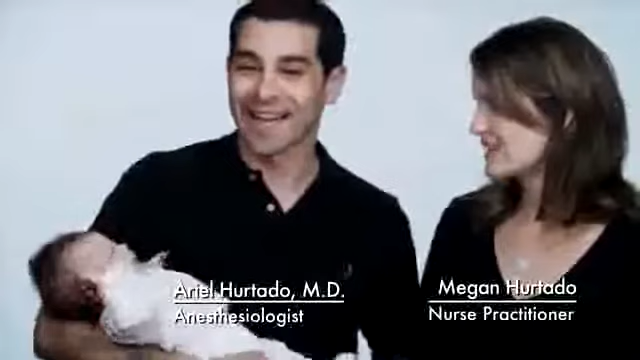 Ariel Hurtado, M.D.
Anesthesiologist
Megan Hurtado
Nurse Practitioner